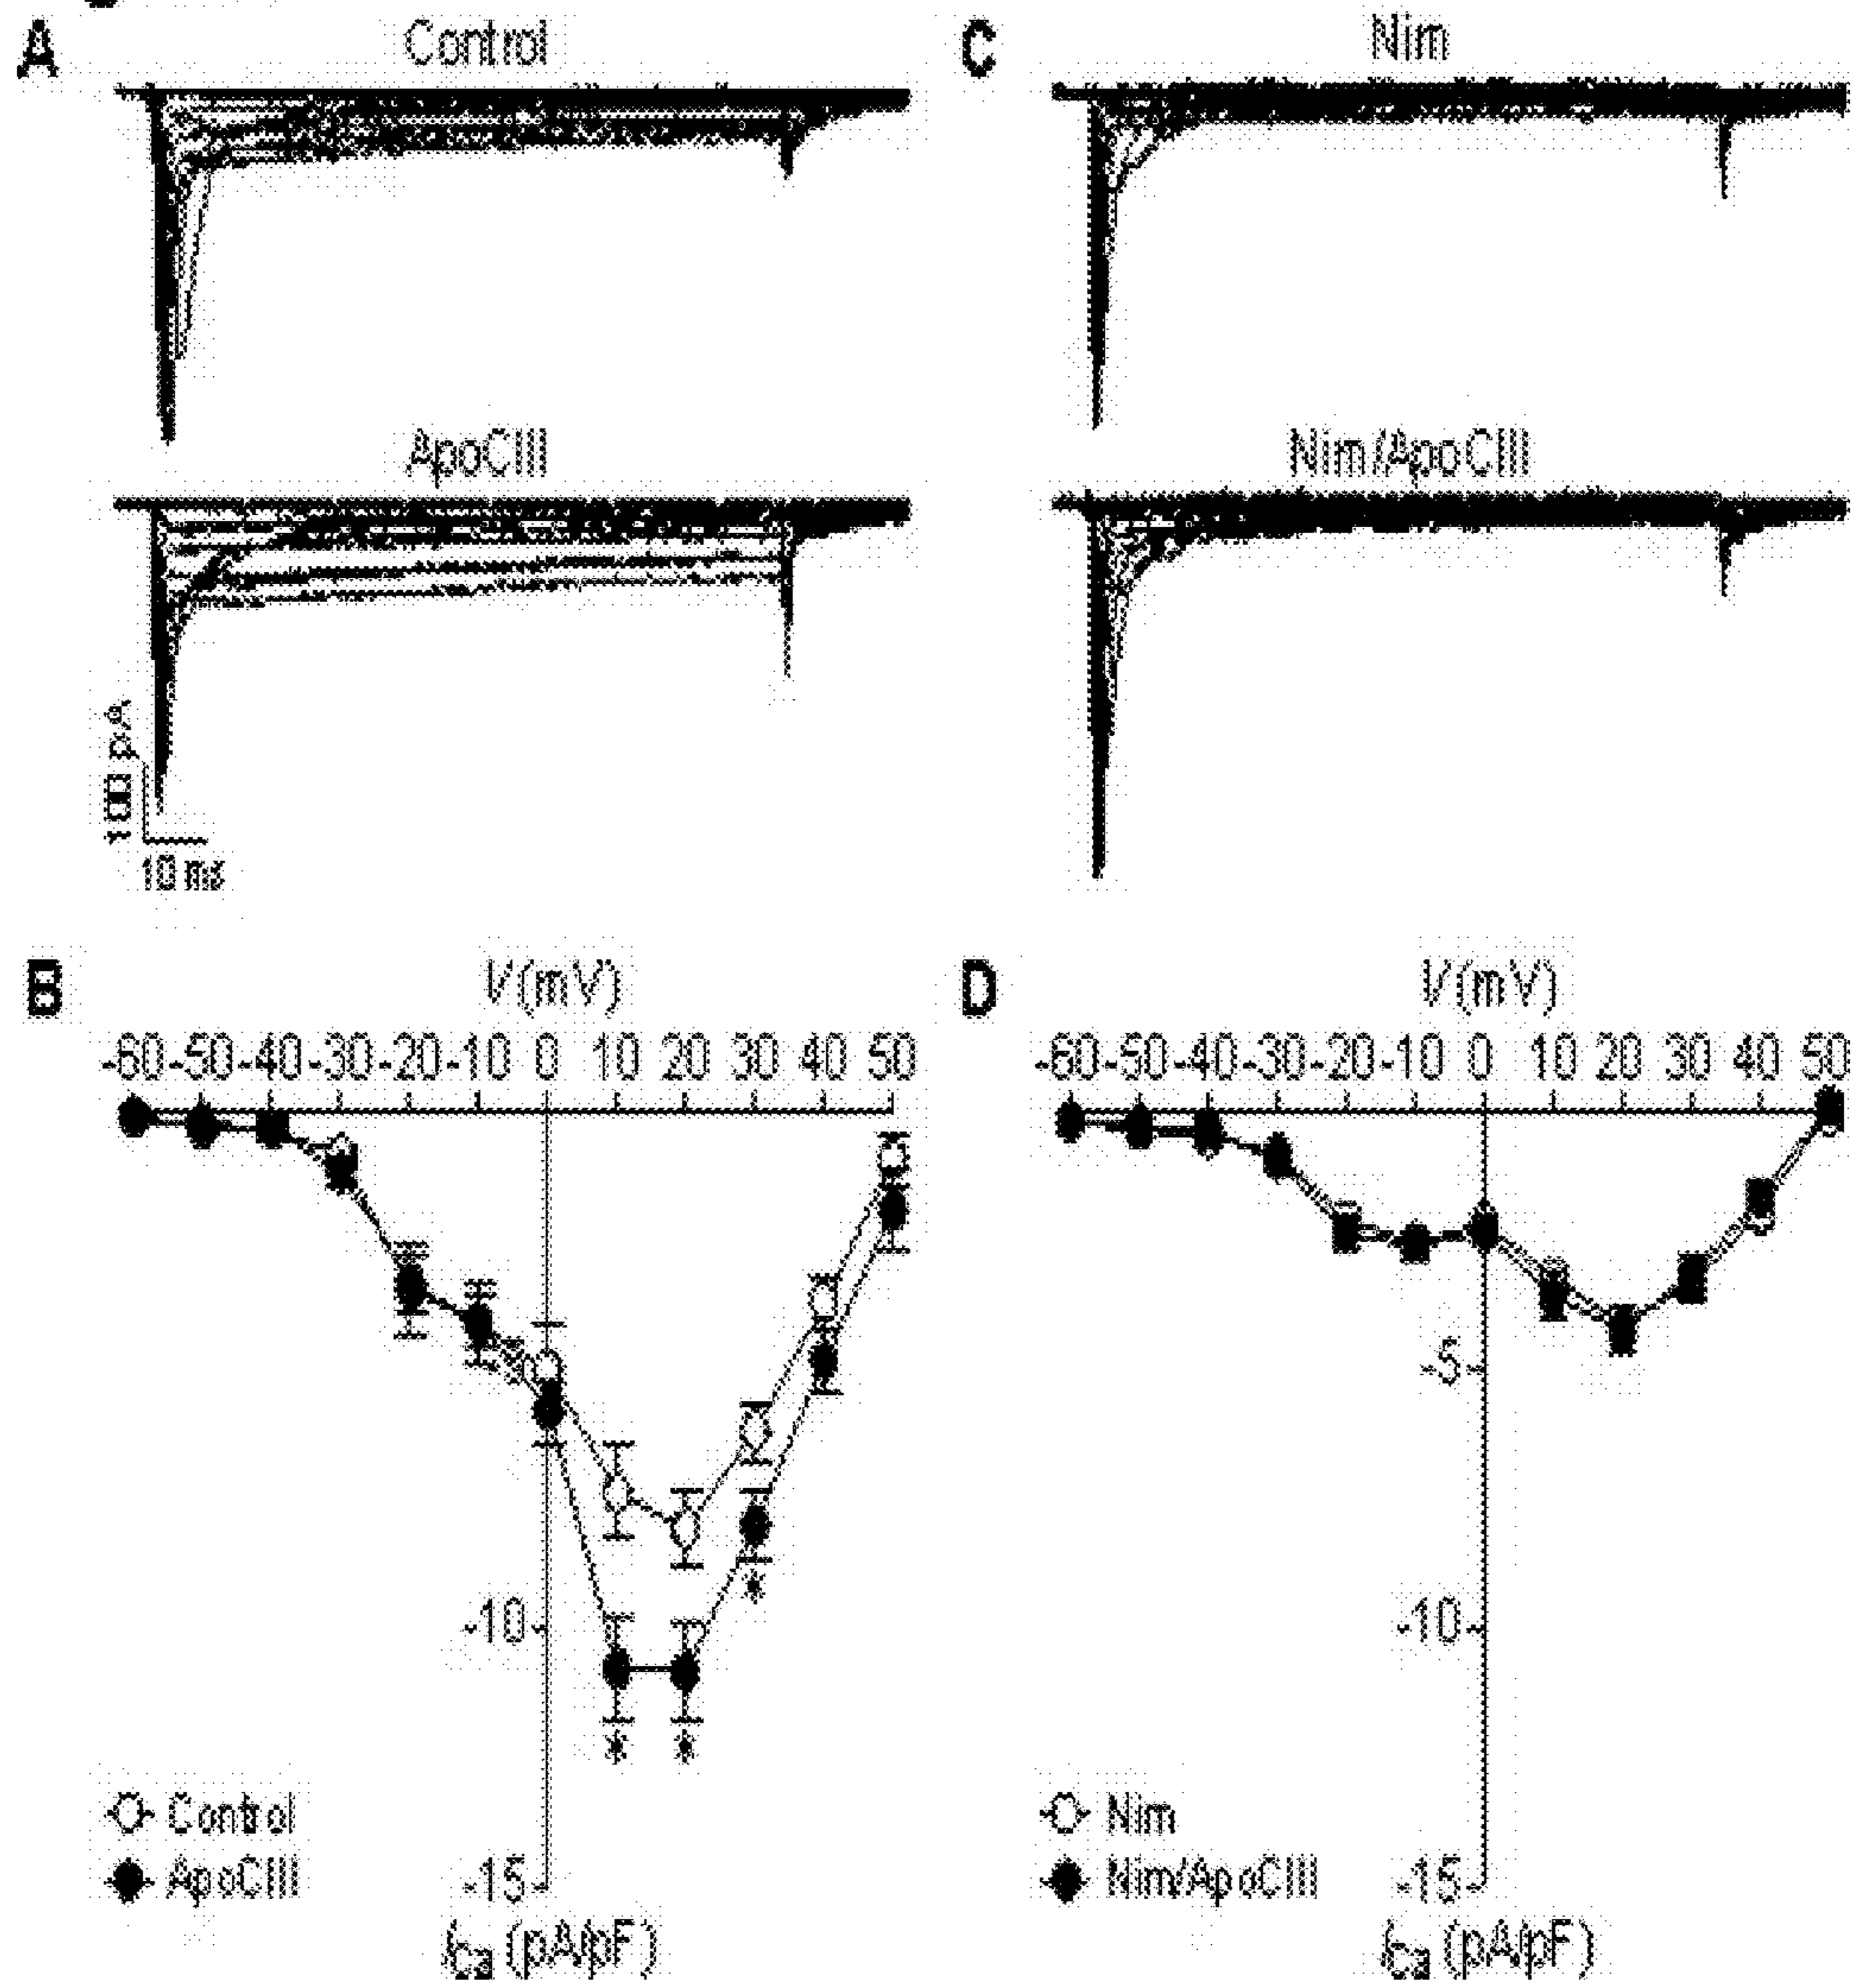 A
Control
C
Nim
ApoCIII
Nim/ApoCIII
100 pA
10 ms
B
V (mV)
-60 -50 -40 -30 -20 -10 0 10 20 30 40 50
-5
-10
* * *
Control
ApoCIII
-15
ICa (pA/pF)
D
V (mV)
-60 -50 -40 -30 -20 -10 0 10 20 30 40 50
-5
-10
Nim
Nim/ApoCIII
-15
ICa (pA/pF)